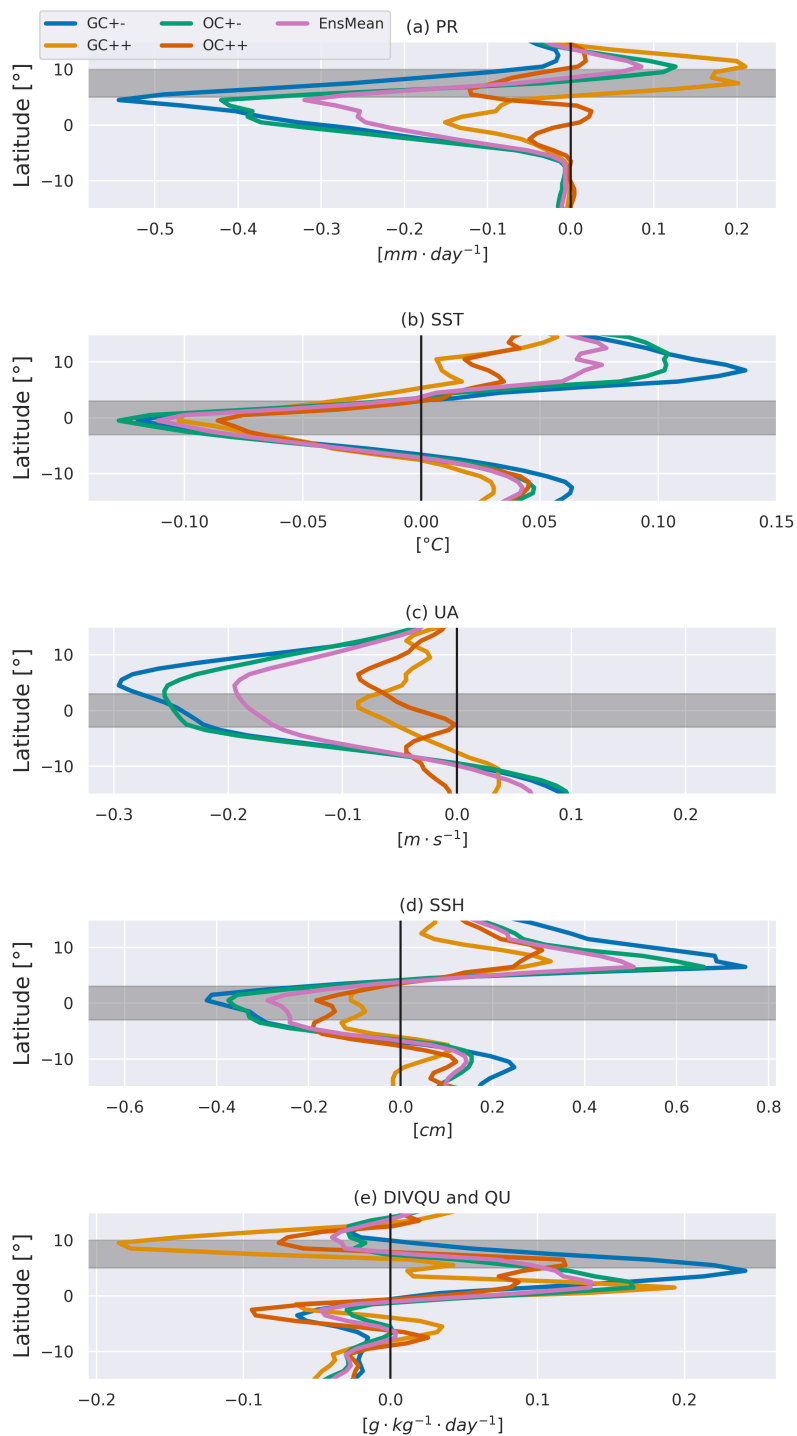 GC+- OC+- EnsMean
GC++ OC++
(a) PR
Latitude [°]
10
0
−10
−0.5 −0.4 −0.3 −0.2 −0.1 0.0 0.1 0.2
[mm · day⁻¹]
(b) SST
Latitude [°]
10
0
−10
−0.10 −0.05 0.00 0.05 0.10 0.15
[°C]
(c) UA
Latitude [°]
10
0
−10
−0.3 −0.2 −0.1 0.0 0.1 0.2
[m · s⁻¹]
(d) SSH
Latitude [°]
10
0
−10
−0.6 −0.4 −0.2 0.0 0.2 0.4 0.6 0.8
[cm]
(e) DIVQU and QU
Latitude [°]
10
0
−10
−0.2 −0.1 0.0 0.1 0.2
[g · kg⁻¹ · day⁻¹]